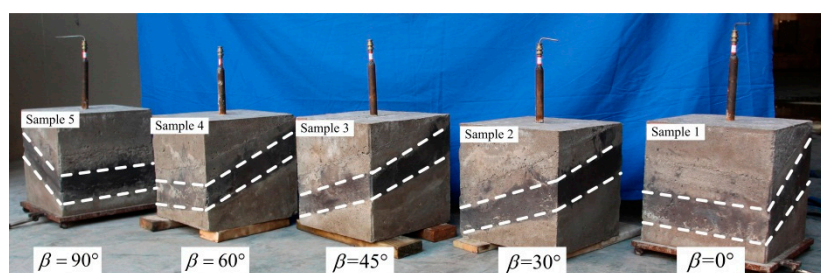 Sample 5
Sample 4
Sample 3
Sample 2
Sample 1
β = 90°
β = 60°
β=45°
β=30°
β=0°